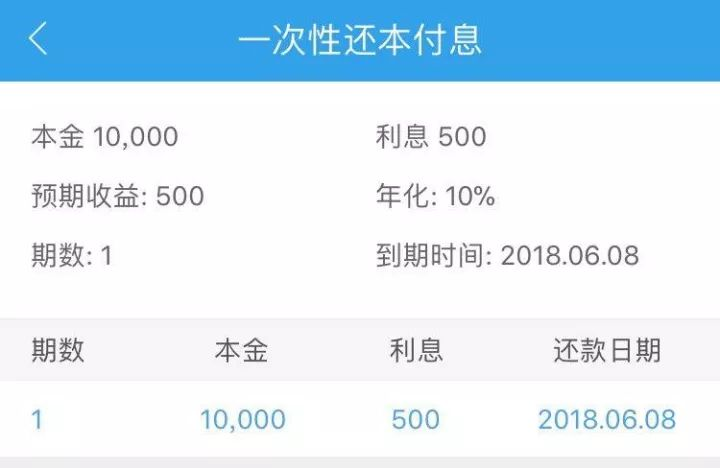 一次性还本付息
本金 10,000 利息 500
预期收益: 500 年化: 10%
期数: 1 到期时间: 2018.06.08
期数 本金 利息 还款日期
1 10,000 500 2018.06.08